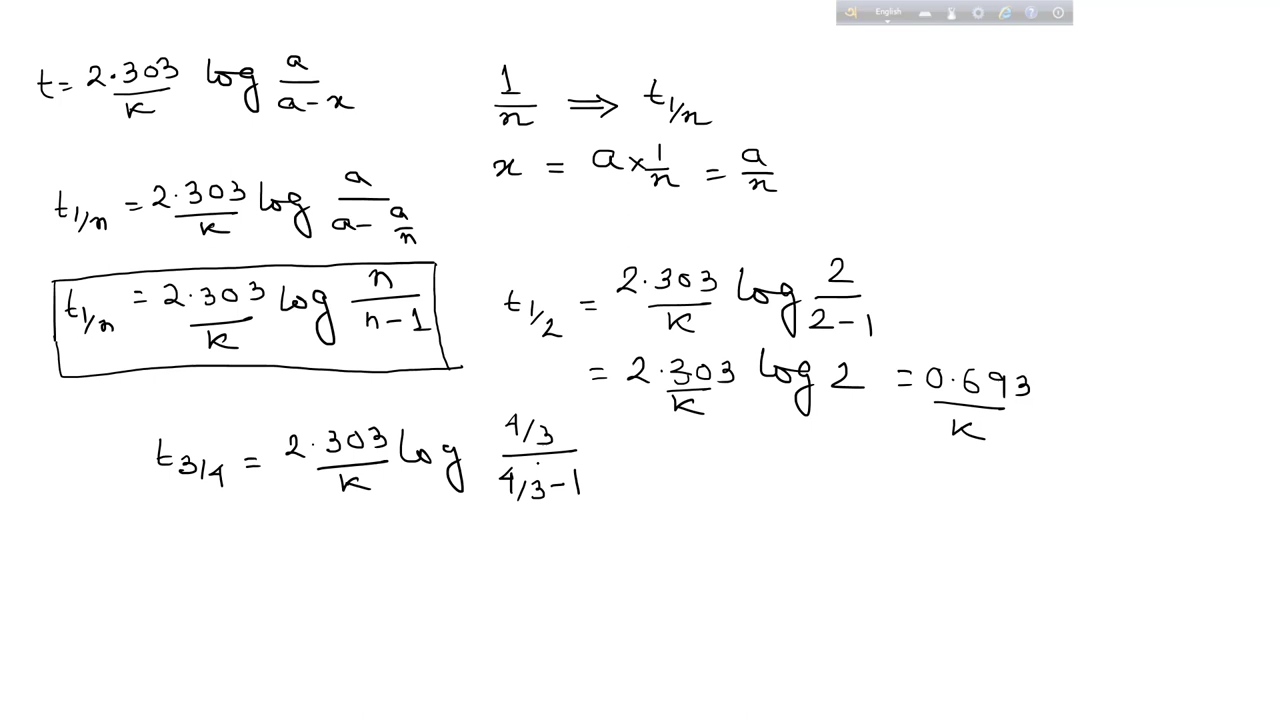 অ English
t = 2.303/K log a/(a-x)
1/n ⟹ t1/n
x = a × 1/n = a/n
t1/n = 2.303/K log a/(a - a/n)
t1/n = 2.303/K log n/(n-1)
t1/2 = 2.303/K log 2/(2-1)
= 2.303/K log 2 = 0.693/K
t3/4 = 2.303/K log (4/3)/(4/3-1)